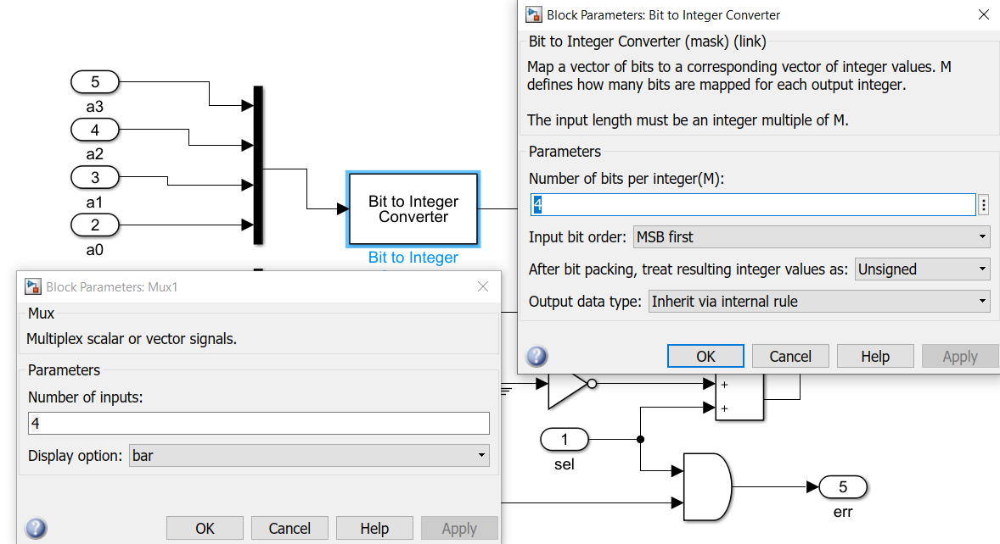 Block Parameters: Bit to Integer Converter
Bit to Integer Converter (mask) (link)
Map a vector of bits to a corresponding vector of integer values. M
defines how many bits are mapped for each output integer.
The input length must be an integer multiple of M.
Parameters
Number of bits per integer(M):
4
Input bit order: MSB first
After bit packing, treat resulting integer values as: Unsigned
Output data type: Inherit via internal rule
OK Cancel Help Apply
5
a3
4
a2
3
a1
2
a0
Bit to Integer
Converter
Bit to Integer
Block Parameters: Mux1
Mux
Multiplex scalar or vector signals.
Parameters
Number of inputs:
4
Display option: bar
OK Cancel Help Apply
+
+
1
sel
5
err